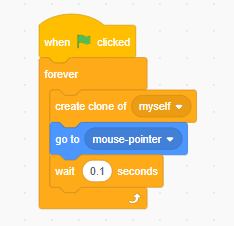 when clicked
forever
create clone of myself
go to mouse-pointer
wait 0.1 seconds